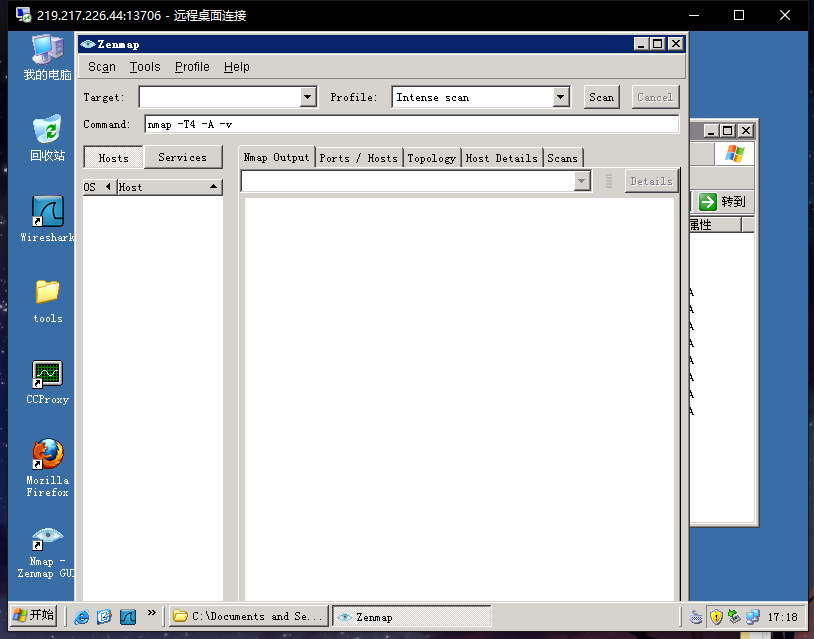 219.217.226.44:13706 - 远程桌面连接
Zenmap
我的电脑
Scan Tools Profile Help
Target: Profile: Intense scan Scan Cancel
Command: nmap -T4 -A -v
回收站
Hosts Services
Nmap Output Ports / Hosts Topology Host Details Scans
OS Host
Details
转到
属性
Wireshark
A
A
A
A
A
A
A
A
tools
CCProxy
Mozilla
Firefox
Nmap -
Zenmap GUI
开始 » C:\Documents and Se... Zenmap 17:18